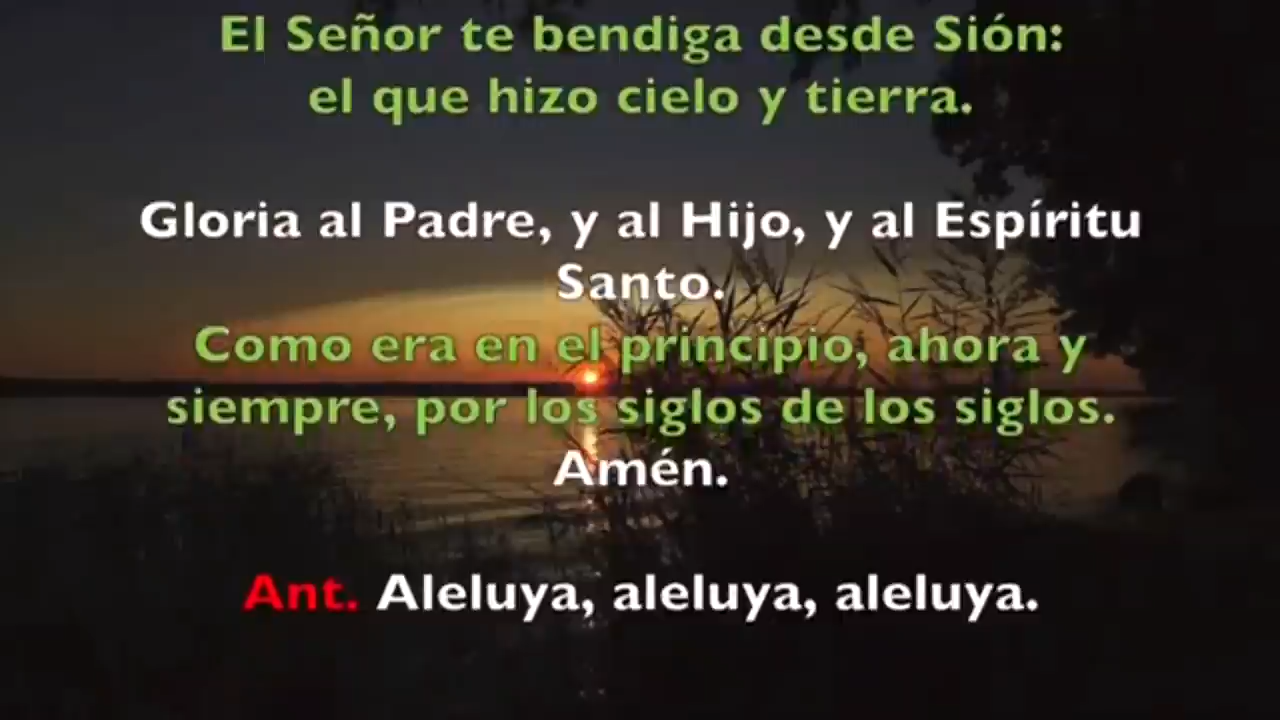 El Señor te bendiga desde Sión:
el que hizo cielo y tierra.
Gloria al Padre, y al Hijo, y al Espíritu
Santo.
Como era en el principio, ahora y
siempre, por los siglos de los siglos.
Amén.
Ant. Aleluya, aleluya, aleluya.